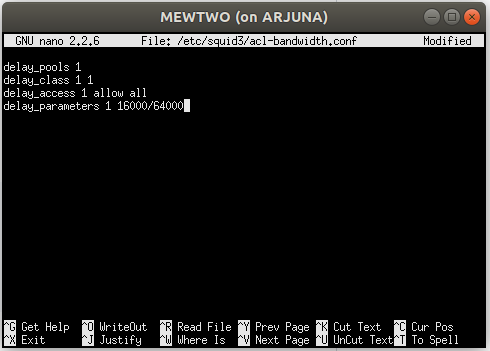 MEWTWO (on ARJUNA)
GNU nano 2.2.6 File: /etc/squid3/acl-bandwidth.conf Modified
delay_pools 1
delay_class 1 1
delay_access 1 allow all
delay_parameters 1 16000/64000
^G Get Help ^O WriteOut ^R Read File ^Y Prev Page ^K Cut Text ^C Cur Pos
^X Exit ^J Justify ^W Where Is ^V Next Page ^U UnCut Text ^T To Spell